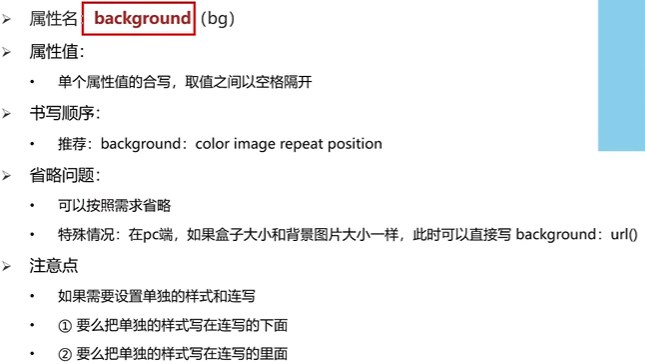 属性名：background（bg）
属性值：
单个属性值的合写，取值之间以空格隔开
书写顺序：
推荐：background：color image repeat position
省略问题：
可以按照需求省略
特殊情况：在pc端，如果盒子大小和背景图片大小一样，此时可以直接写 background：url()
注意点
如果需要设置单独的样式和连写
① 要么把单独的样式写在连写的下面
② 要么把单独的样式写在连写的里面